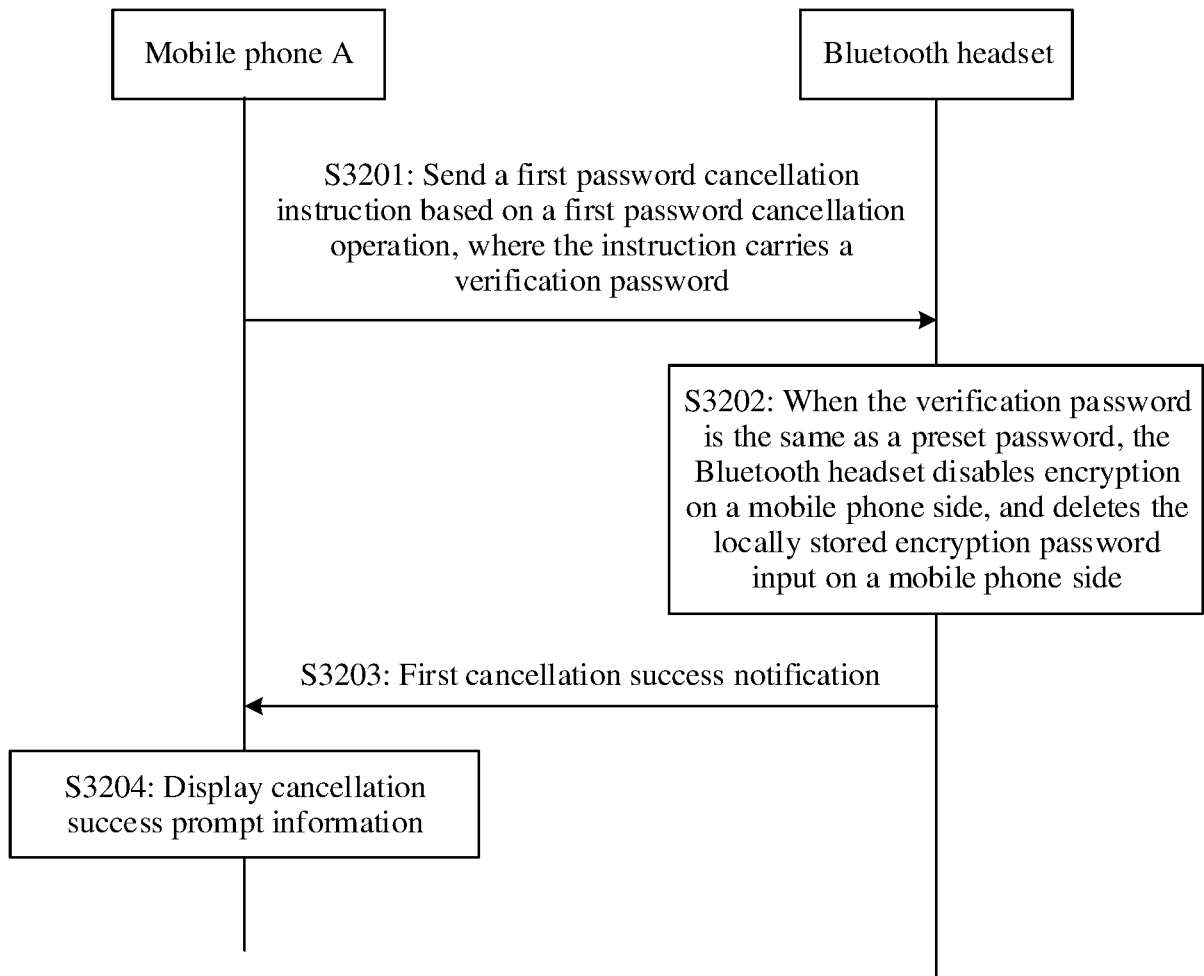 Mobile phone A
Bluetooth headset
S3201: Send a first password cancellation
instruction based on a first password cancellation
operation, where the instruction carries a
verification password
S3202: When the verification password
is the same as a preset password, the
Bluetooth headset disables encryption
on a mobile phone side, and deletes the
locally stored encryption password
input on a mobile phone side
S3203: First cancellation success notification
S3204: Display cancellation
success prompt information